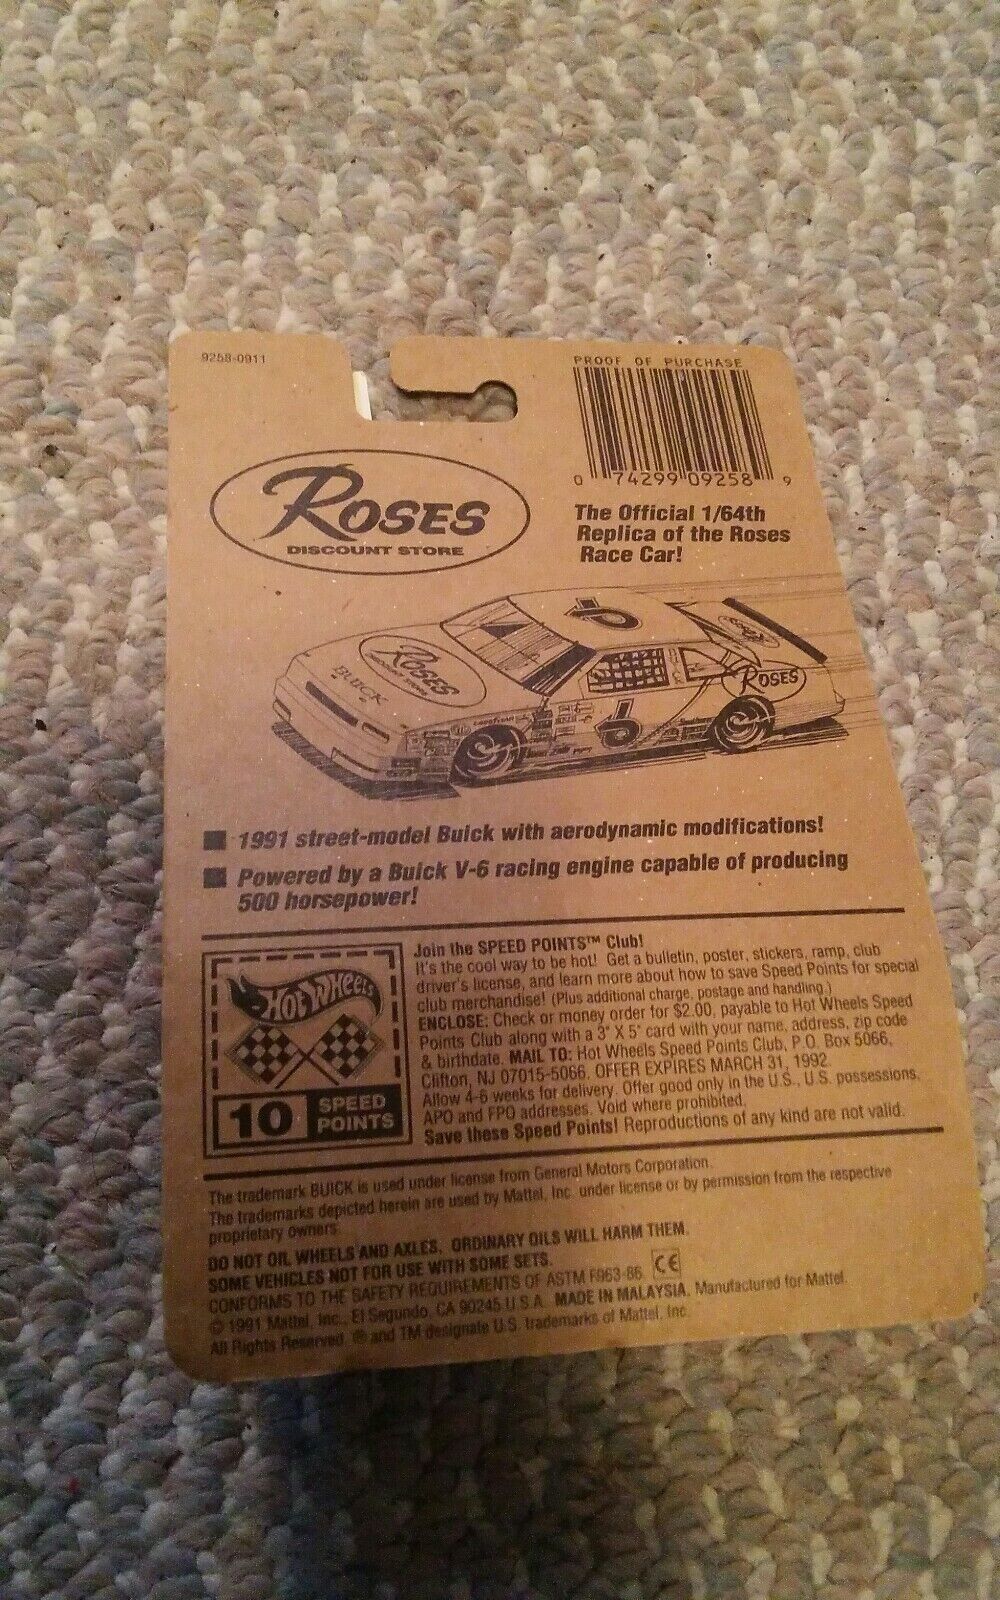 9258-0911
PROOF OF PURCHASE
0 74299 09258 9
ROSES
DISCOUNT STORE
The Official 1/64th
Replica of the Roses
Race Car!
ROSES
DISCOUNT STORE
BUICK
6
ROSES
ROSES
GOODYEAR
6
1991 street-model Buick with aerodynamic modifications!
Powered by a Buick V-6 racing engine capable of producing
500 horsepower!
HOT WHEELS
10 SPEED
POINTS
Join the SPEED POINTS™ Club!
It's the cool way to be hot! Get a bulletin, poster, stickers, ramp, club
driver's license, and learn more about how to save Speed Points for special
club merchandise! (Plus additional charge, postage and handling.)
ENCLOSE: Check or money order for $2.00, payable to Hot Wheels Speed
Points Club along with a 3" X 5" card with your name, address, zip code
& birthdate. MAIL TO: Hot Wheels Speed Points Club, P.O. Box 5066,
Clifton, NJ 07015-5066. OFFER EXPIRES MARCH 31, 1992.
Allow 4-6 weeks for delivery. Offer good only in the U.S., U.S. possessions,
APO and FPO addresses. Void where prohibited.
Save these Speed Points! Reproductions of any kind are not valid.
The trademark BUICK is used under license from General Motors Corporation.
The trademarks depicted herein are used by Mattel, Inc. under license or by permission from the respective
proprietary owners.
DO NOT OIL WHEELS AND AXLES. ORDINARY OILS WILL HARM THEM.
SOME VEHICLES NOT FOR USE WITH SOME SETS.
CONFORMS TO THE SAFETY REQUIREMENTS OF ASTM F963-86. CE
© 1991 Mattel, Inc., El Segundo, CA 90245 U.S.A. MADE IN MALAYSIA. Manufactured for Mattel.
All Rights Reserved. ® and TM designate U.S. trademarks of Mattel, Inc.